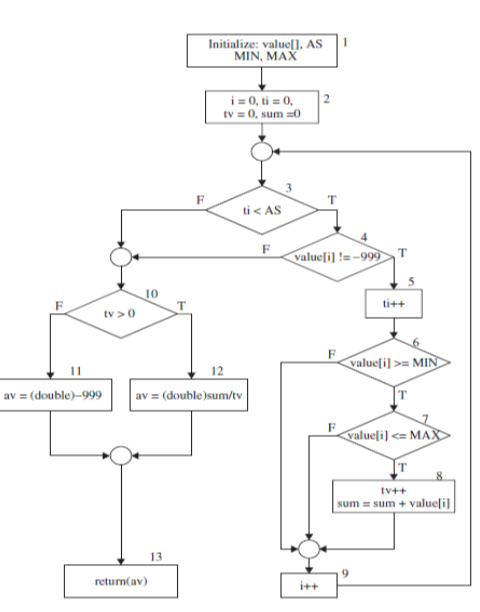 Initialize: value[], AS
MIN, MAX
1
i = 0, ti = 0,
tv = 0, sum =0
2
3
F
T
ti < AS
4
F
T
value[i] !=−999
5
ti++
10
F
T
tv > 0
6
F
value[i] >= MIN
T
11
12
av = (double)−999
av = (double)sum/tv
7
F
value[i] <= MAX
T
8
tv++
sum = sum + value[i]
13
return(av)
9
i++